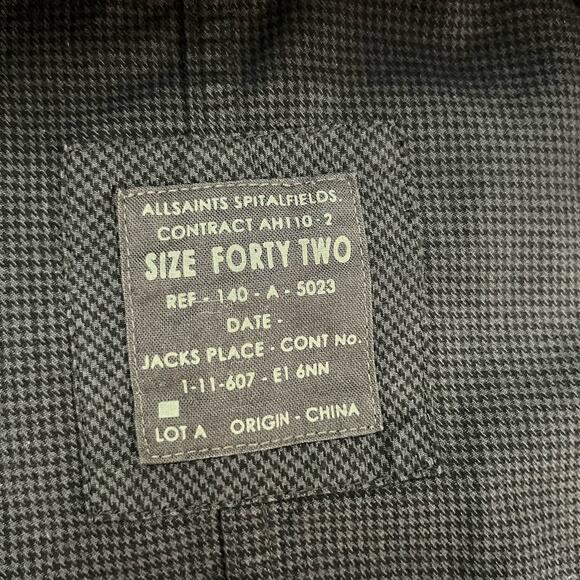 ALLSAINTS SPITALFIELDS.
CONTRACT AH110-2
SIZE FORTY TWO
REF - 140 - A - 5023
DATE -
JACKS PLACE - CONT No.
1-11-607 - E1 6NN
LOT A ORIGIN - CHINA